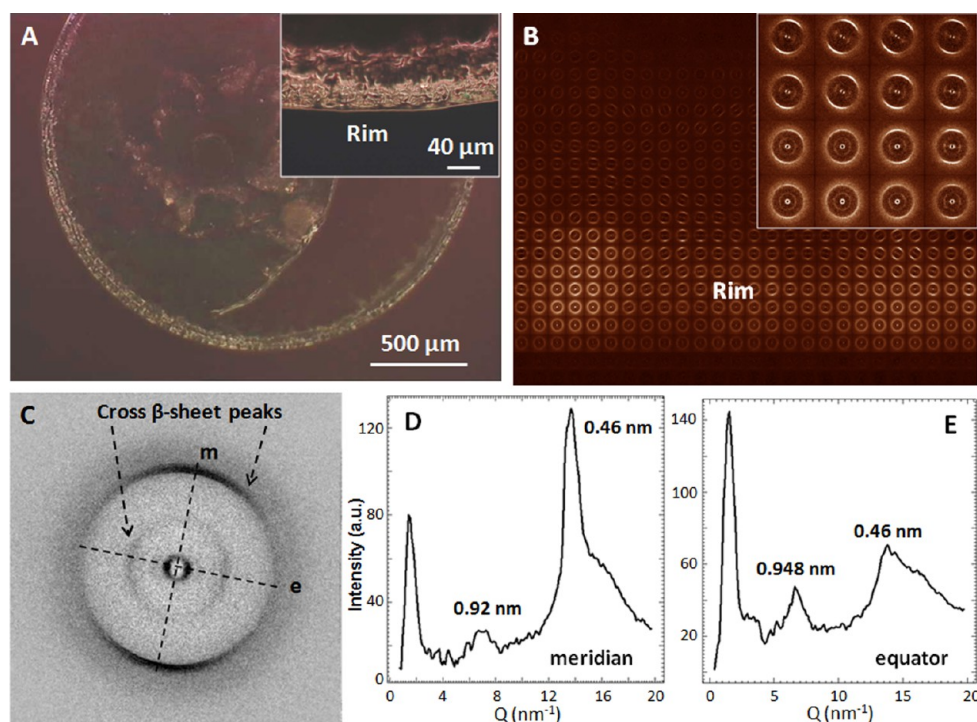 A
Rim
40 µm
500 µm
B
Rim
C
Cross β-sheet peaks
m
e
D
120
80
40
0
Intensity (a.u.)
0.46 nm
0.92 nm
meridian
0 4 8 12 16 20
Q (nm-1)
E
140
100
60
20
0.948 nm
0.46 nm
equator
0 5 10 15 20
Q (nm-1)